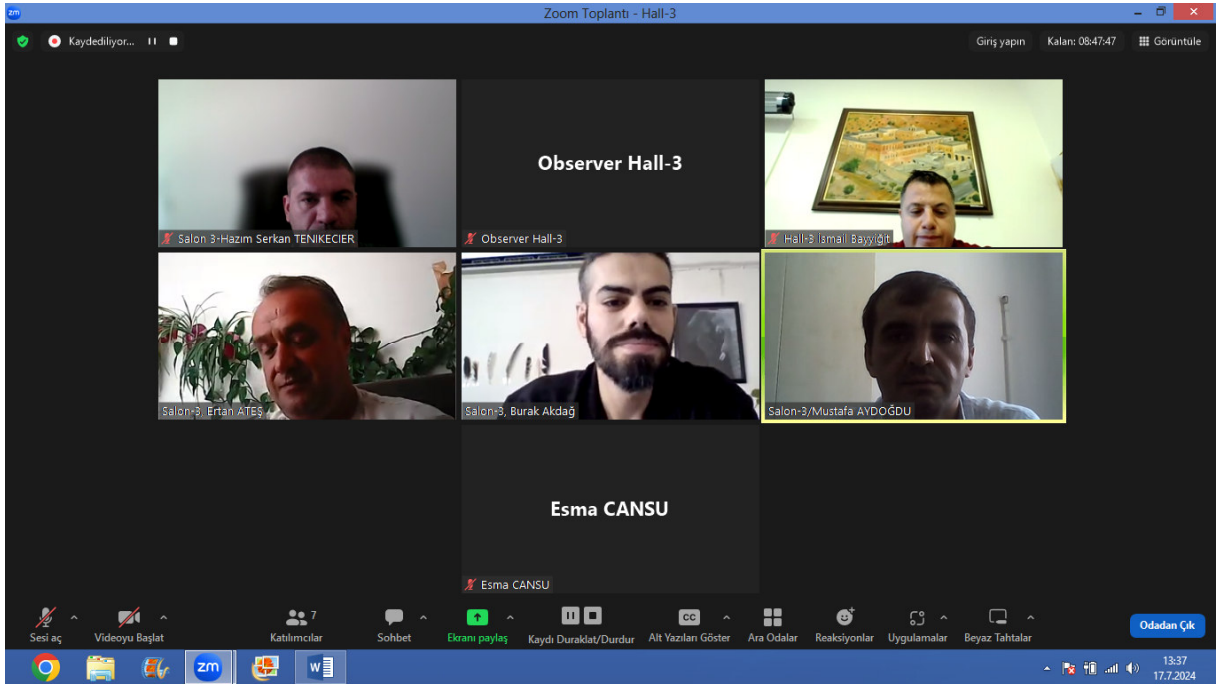 zm
Zoom Toplantı - Hall-3
Kaydediliyor...
Giriş yapın
Kalan: 08:47:47
Görüntüle
Observer Hall-3
Salon 3-Hazım Serkan TENIKECIER
Observer Hall-3
Hall-3 İsmail Bayyiğit
Salon-3, Ertan ATEŞ
Salon-3, Burak Akdağ
Salon-3/Mustafa AYDOĞDU
Esma CANSU
Esma CANSU
Sesi aç
Videoyu Başlat
7
Katılımcılar
Sohbet
Ekranı paylaş
Kaydı Duraklat/Durdur
CC
Alt Yazıları Göster
Ara Odalar
Reaksiyonlar
Uygulamalar
Beyaz Tahtalar
Odadan Çık
zm
W
13:37
17.7.2024